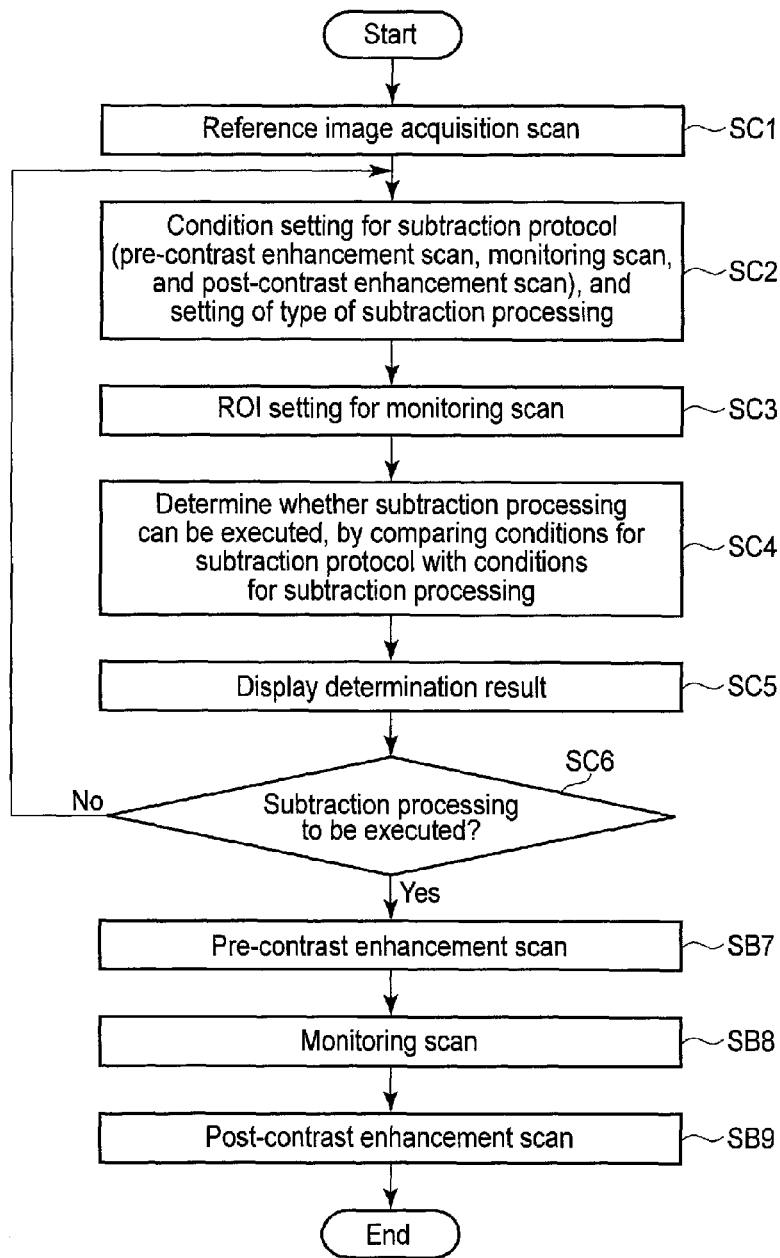 Start
Reference image acquisition scan
SC1
Condition setting for subtraction protocol
(pre-contrast enhancement scan, monitoring scan,
and post-contrast enhancement scan), and
setting of type of subtraction processing
SC2
ROI setting for monitoring scan
SC3
Determine whether subtraction processing
can be executed, by comparing conditions for
subtraction protocol with conditions
for subtraction processing
SC4
Display determination result
SC5
SC6
No
Subtraction processing
to be executed?
Yes
Pre-contrast enhancement scan
SB7
Monitoring scan
SB8
Post-contrast enhancement scan
SB9
End